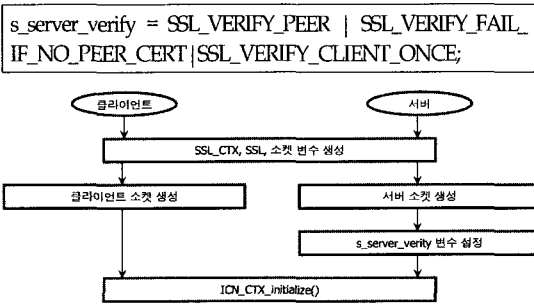 s_server_verify = SSL_VERIFY_PEER | SSL_VERIFY_FAIL_
IF_NO_PEER_CERT|SSL_VERIFY_CLIENT_ONCE;
클라이언트 서버
SSL_CTX, SSL, 소켓 변수 생성
클라이언트 소켓 생성 서버 소켓 생성
s_server_verity 변수 설정
ICN_CTX_initialize()